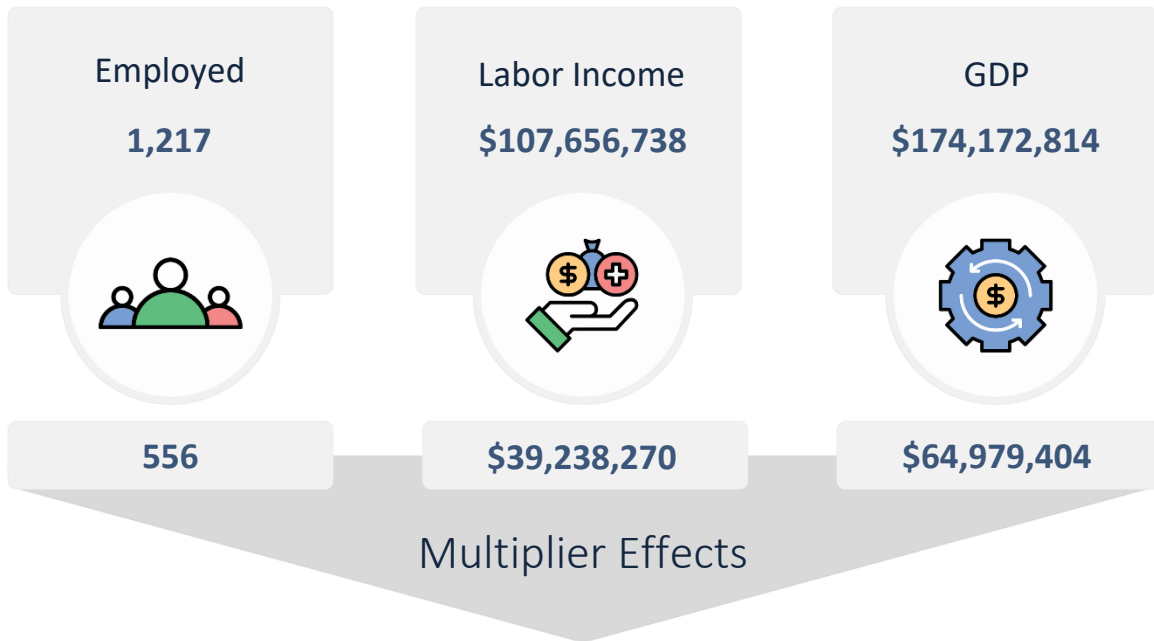 Employed
1,217
Labor Income
$107,656,738
GDP
$174,172,814
$
$
556
$39,238,270
$64,979,404
Multiplier Effects